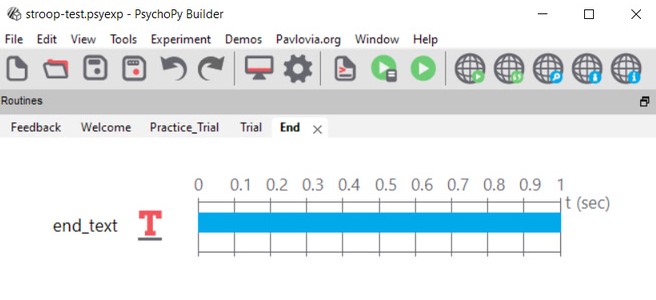 stroop-test.psyexp - PsychoPy Builder
File Edit View Tools Experiment Demos Pavlovia.org Window Help
Routines
Feedback Welcome Practice_Trial Trial End
0 0.1 0.2 0.3 0.4 0.5 0.6 0.7 0.8 0.9 1
t (sec)
end_text T